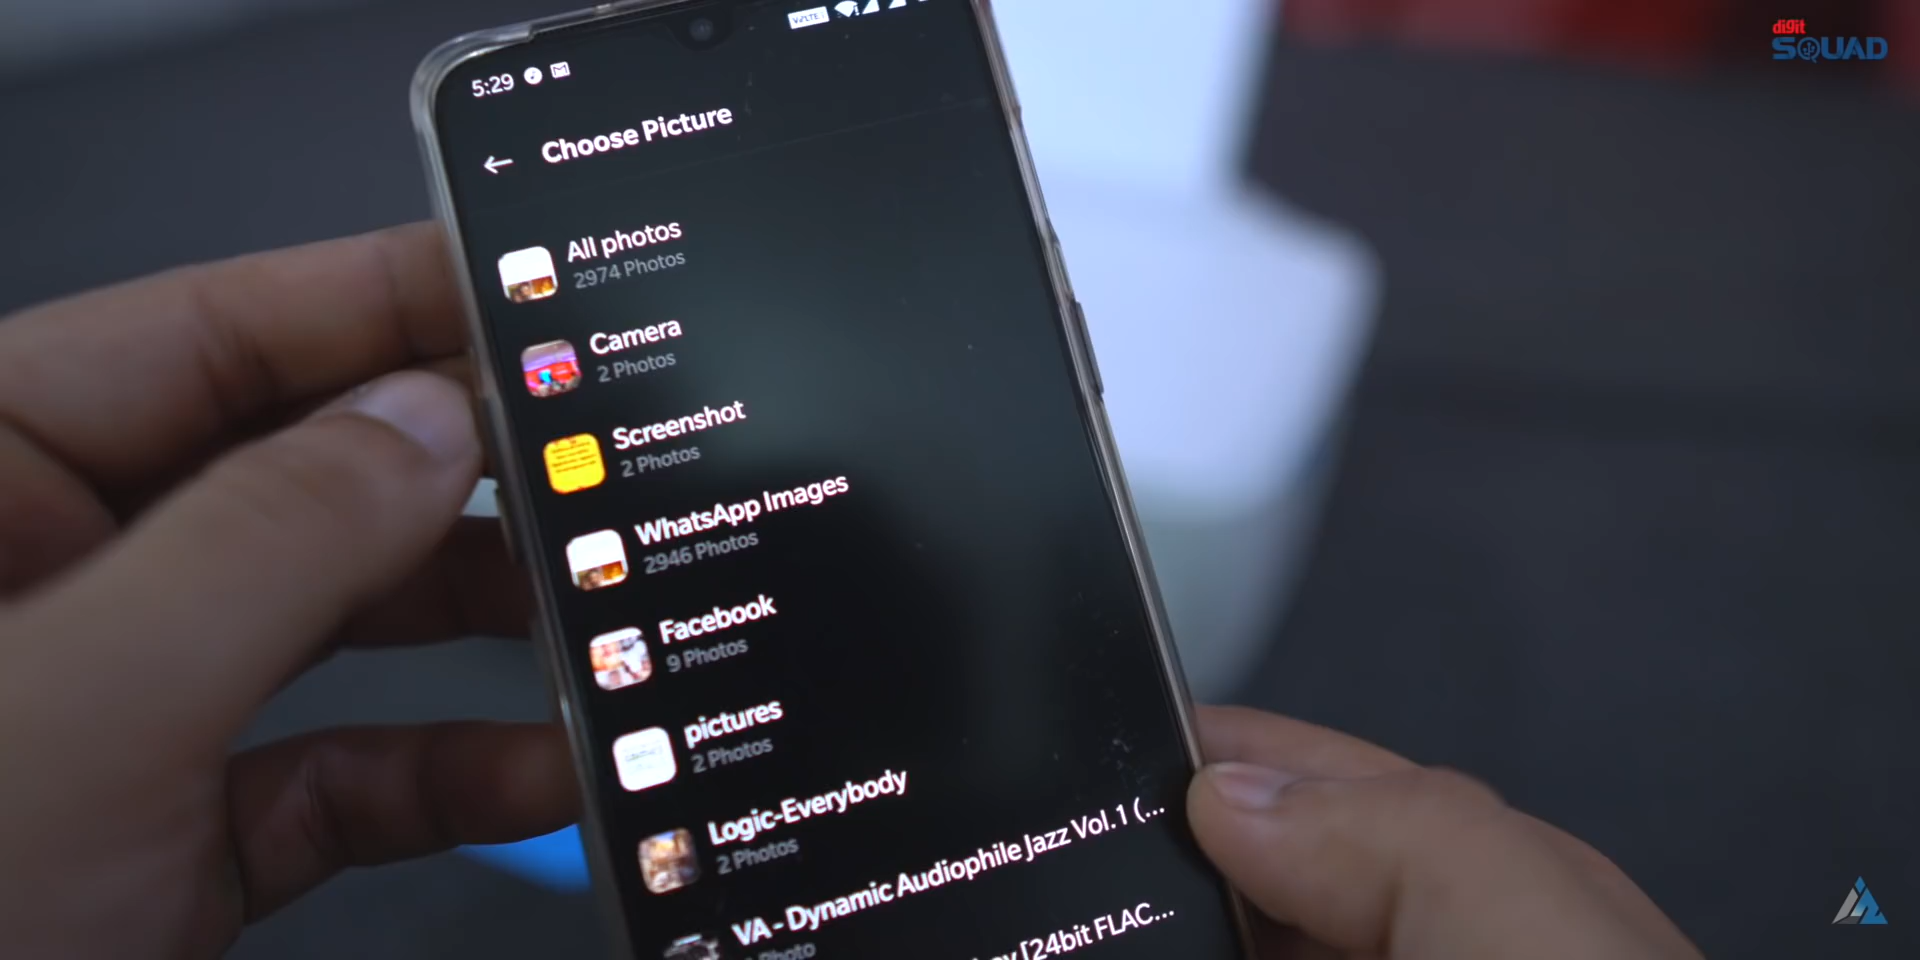 digit
SQUAD
VoLTE
5:29
Choose Picture
All photos
2974 Photos
Camera
2 Photos
Screenshot
2 Photos
WhatsApp Images
2946 Photos
Facebook
9 Photos
pictures
2 Photos
Logic-Everybody
2 Photos
VA - Dynamic Audiophile Jazz Vol.1 (...
Photo
[24bit FLAC...